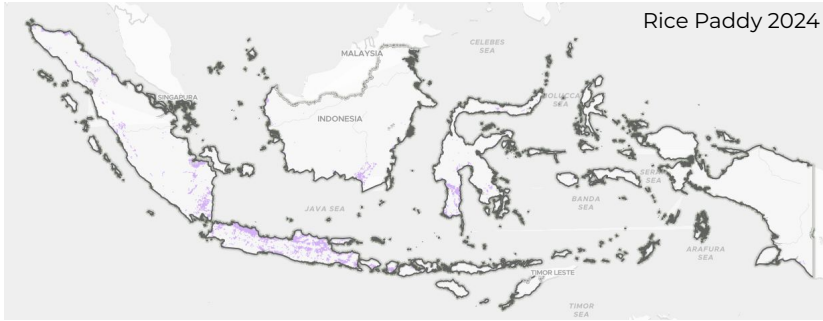 Rice Paddy 2024
CELEBES
SEA
MALAYSIA
SINGAPURA
MOLUCCA
SEA
INDONESIA
SERAM
SEA
JAVA SEA
BANDA
SEA
ARAFURA
SEA
TIMOR LESTE
TIMOR
SEA